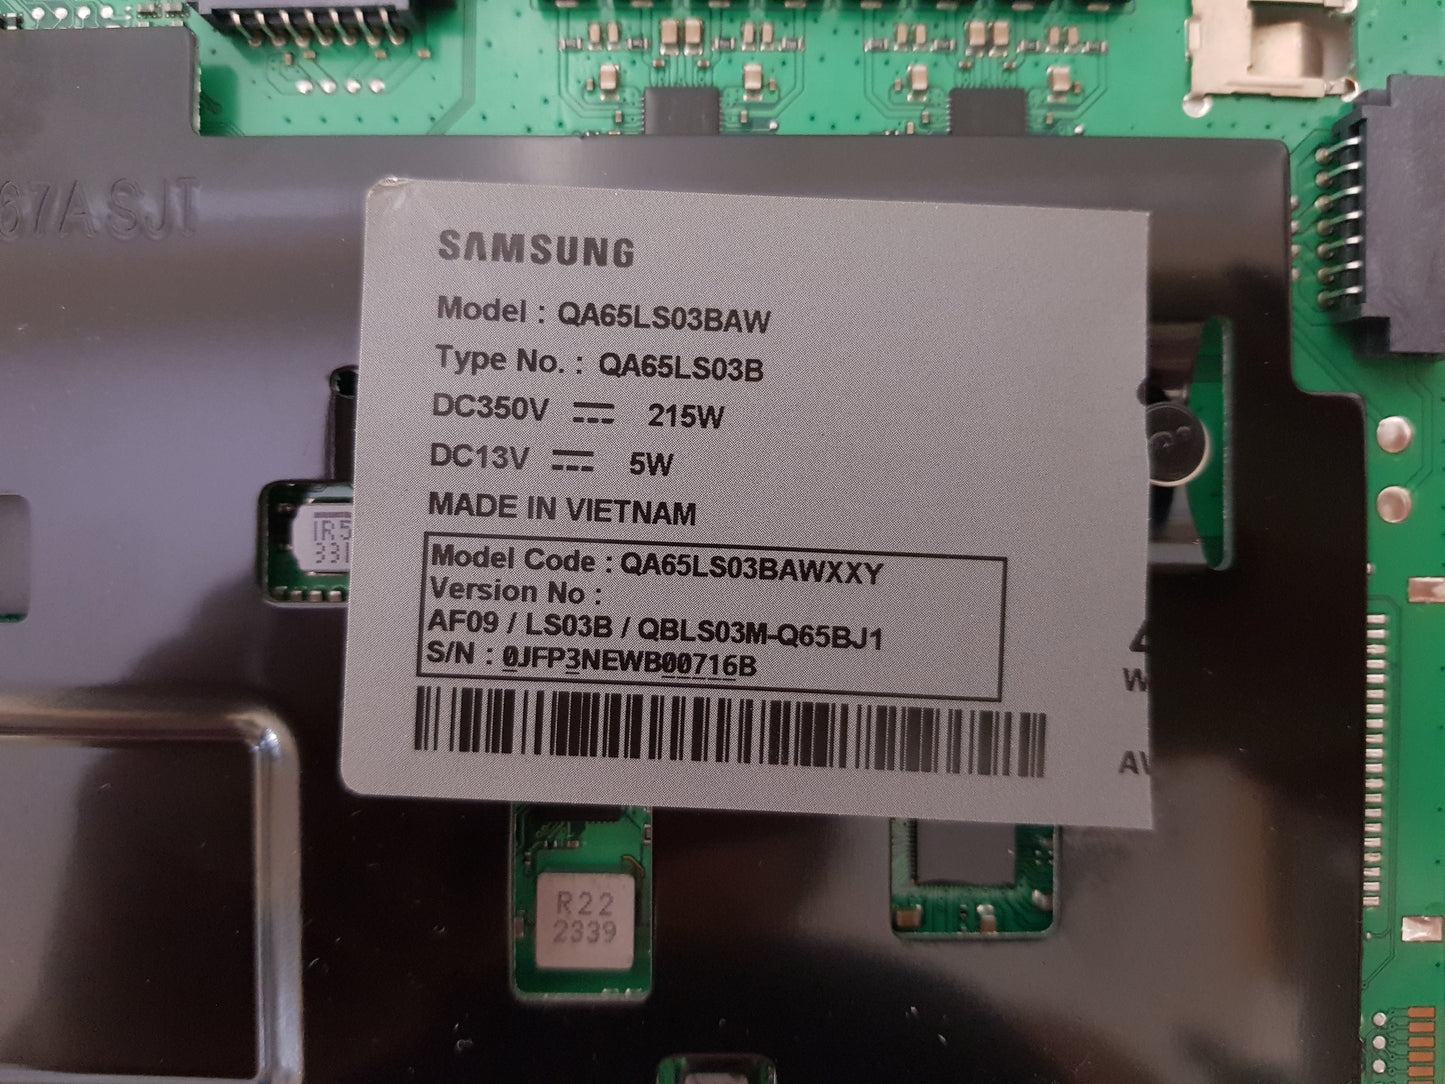 67ASJT
SAMSUNG
Model : QA65LS03BAW
Type No. : QA65LS03B
DC350V 215W
DC13V 5W
MADE IN VIETNAM
Model Code : QA65LS03BAWXXY
Version No :
AF09 / LS03B / QBLS03M-Q65BJ1
S/N : 0JFP3NEWB00716B
R22
2339